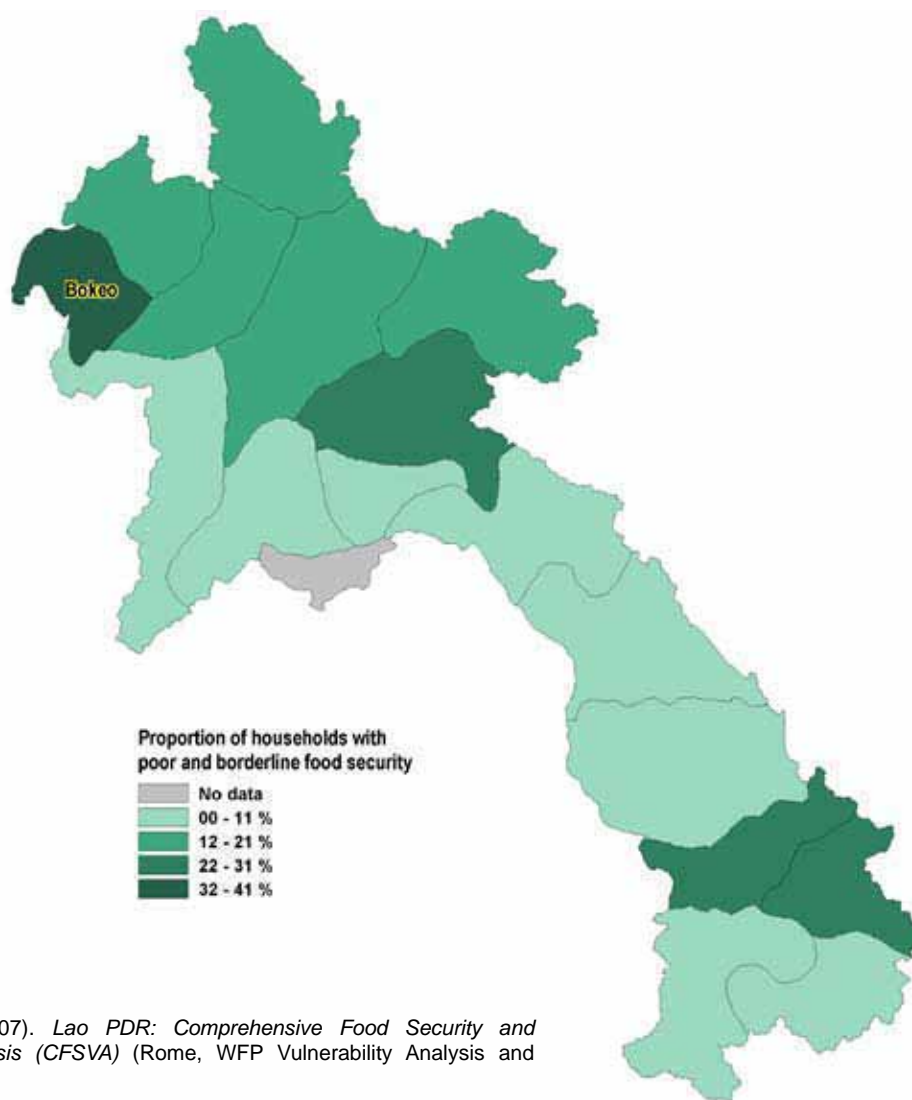 Bokeo
Proportion of households with
poor and borderline food security
No data
00 - 11 %
12 - 21 %
22 - 31 %
32 - 41 %
07). Lao PDR: Comprehensive Food Security and
sis (CFSVA) (Rome, WFP Vulnerability Analysis and